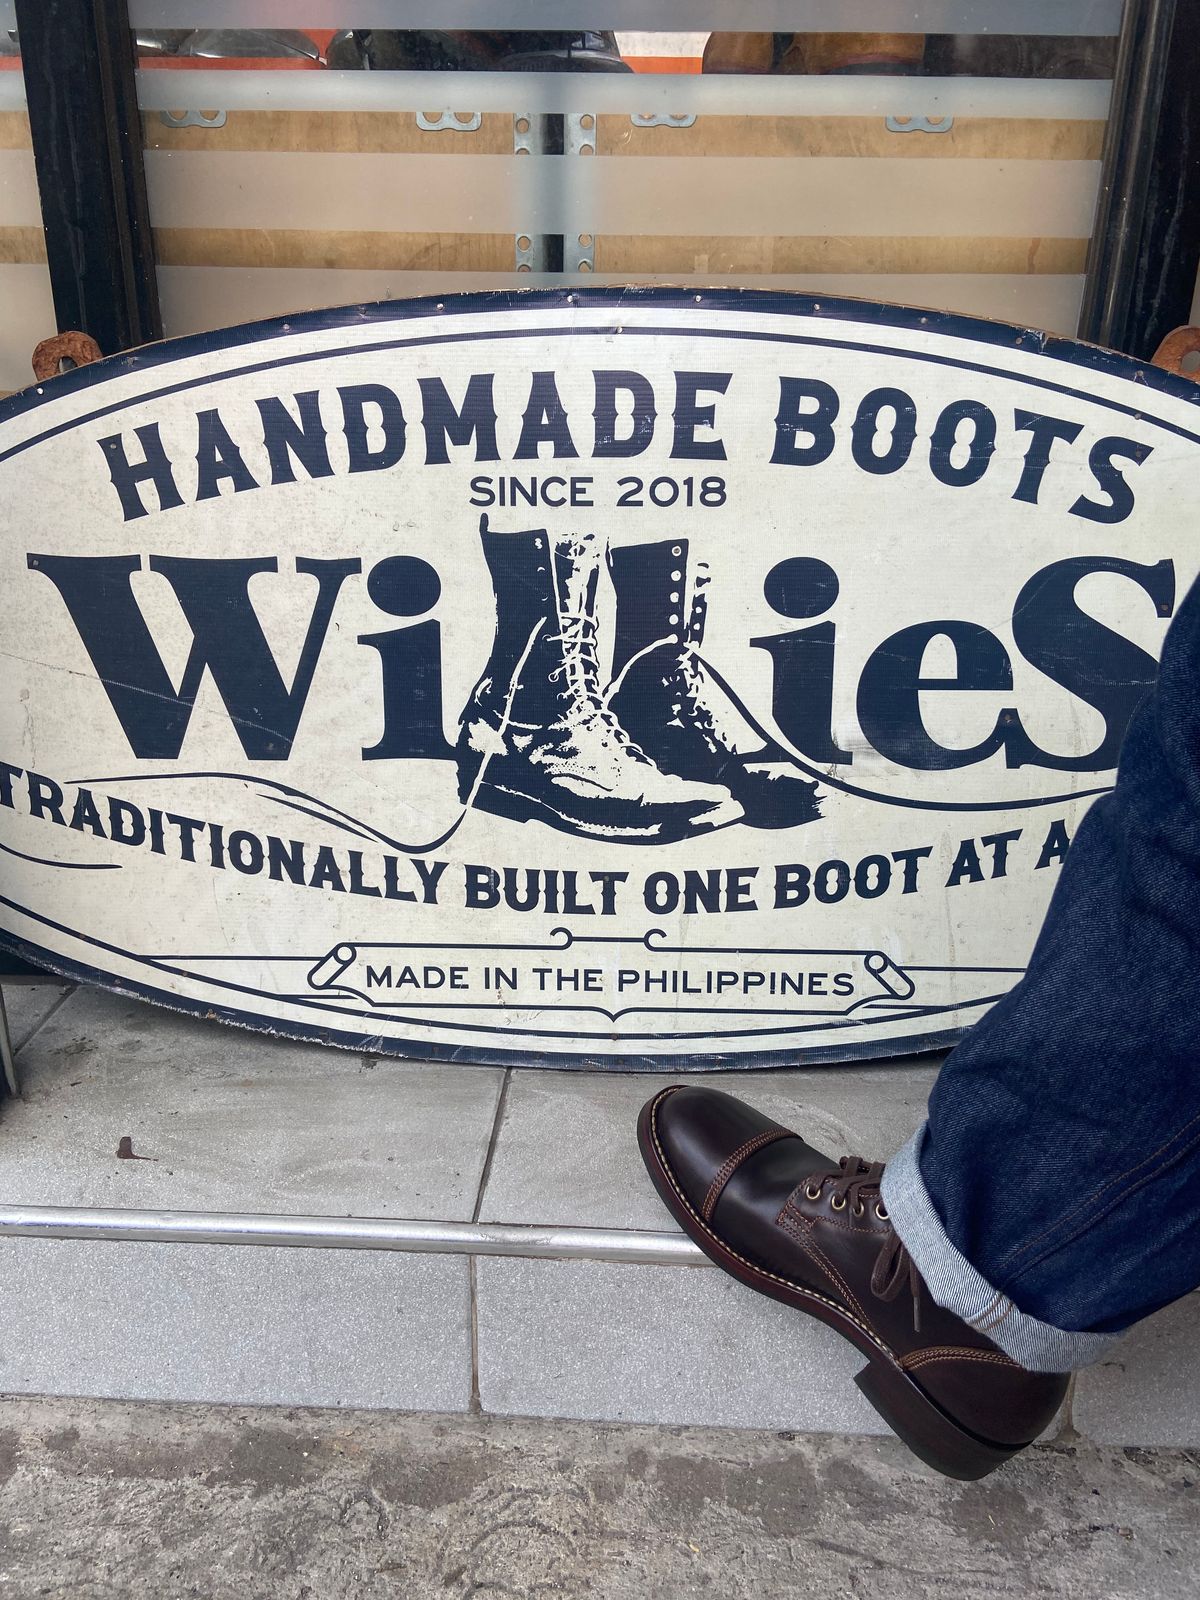 HANDMADE BOOTS
SINCE 2018
WillieS
TRADITIONALLY BUILT ONE BOOT AT A
MADE IN THE PHILIPPINES